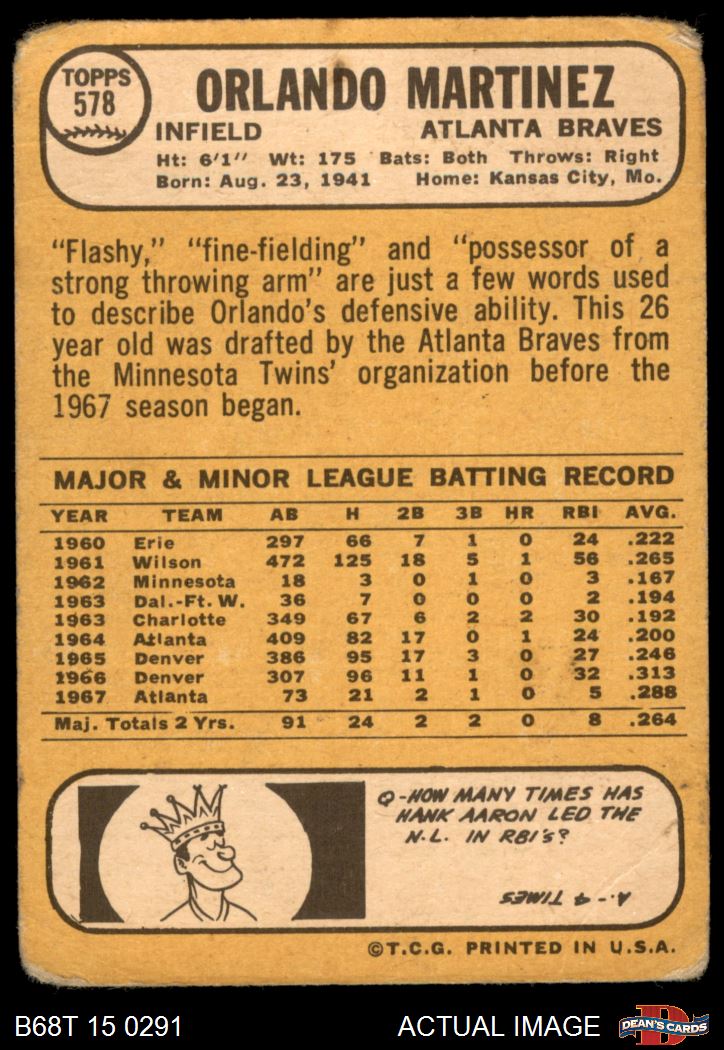 TOPPS
578
ORLANDO MARTINEZ
INFIELD ATLANTA BRAVES
Ht: 6'1" Wt: 175 Bats: Both Throws: Right
Born: Aug. 23, 1941 Home: Kansas City, Mo.
"Flashy," "fine-fielding" and "possessor of a
strong throwing arm" are just a few words used
to describe Orlando's defensive ability. This 26
year old was drafted by the Atlanta Braves from
the Minnesota Twins' organization before the
1967 season began.
MAJOR & MINOR LEAGUE BATTING RECORD
YEAR TEAM AB H 2B 3B HR RBI AVG.
1960 Erie 297 66 7 1 0 24 .222
1961 Wilson 472 125 18 5 1 56 .265
1962 Minnesota 18 3 0 1 0 3 .167
1963 Dal.-Ft. W. 36 7 0 0 0 2 .194
1963 Charlotte 349 67 6 2 2 30 .192
1964 Atlanta 409 82 17 0 1 24 .200
1965 Denver 386 95 17 3 0 27 .246
1966 Denver 307 96 11 1 0 32 .313
1967 Atlanta 73 21 2 1 0 5 .288
Maj. Totals 2 Yrs. 91 24 2 2 0 8 .264
Q-HOW MANY TIMES HAS
HANK AARON LED THE
N.L. IN RBI's?
A.-4 TIMES
©T.C.G. PRINTED IN U.S.A.
B68T 15 0291 ACTUAL IMAGE D DEAN'S CARDS